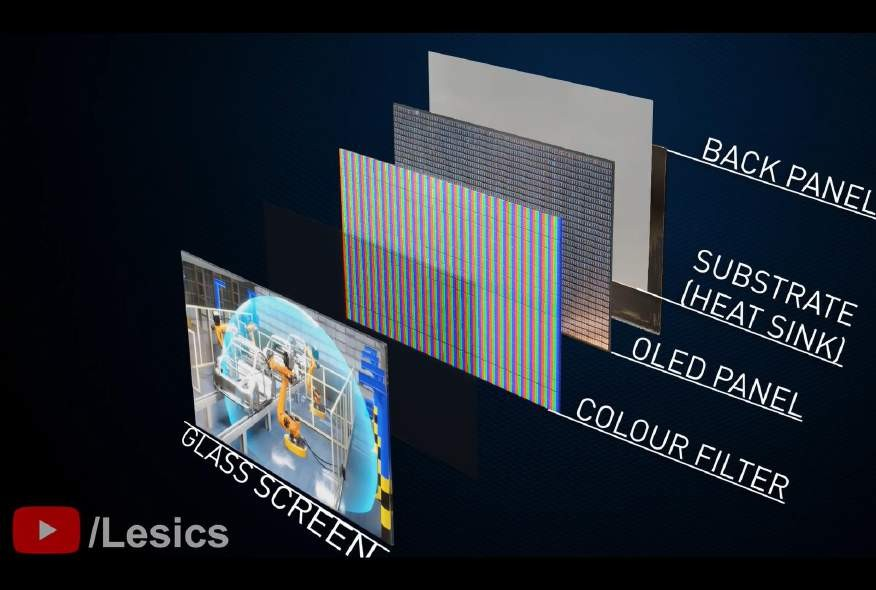 BACK PANEL
SUBSTRATE
(HEAT SINK)
OLED PANEL
COLOUR FILTER
GLASS SCREEN
/Lesics